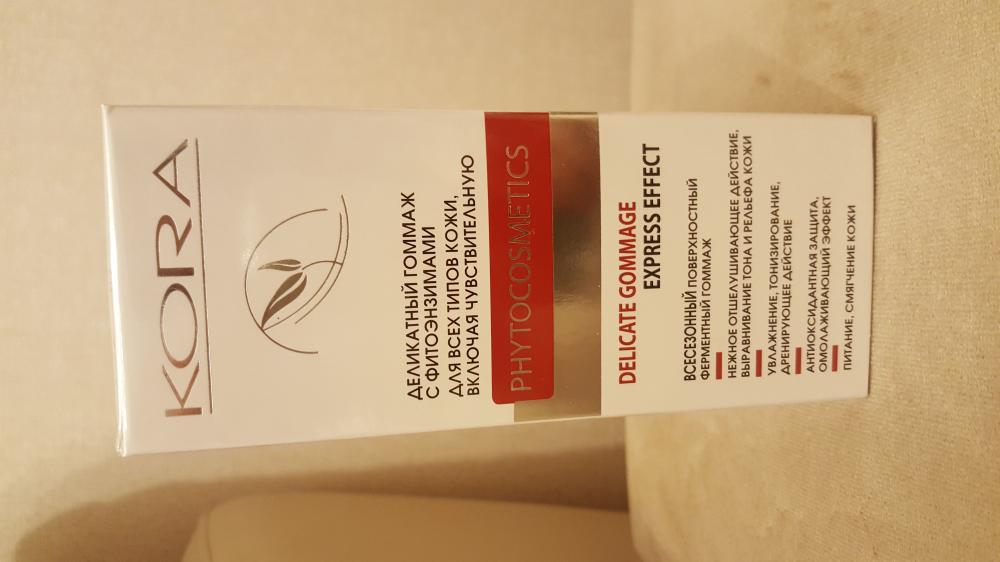 KORA
ДЕЛИКАТНЫЙ ГОММАЖ
С ФИТОЭНЗИМАМИ
ДЛЯ ВСЕХ ТИПОВ КОЖИ,
ВКЛЮЧАЯ ЧУВСТВИТЕЛЬНУЮ
PHYTOCOSMETICS
DELICATE GOMMAGE
EXPRESS EFFECT
ВСЕСЕЗОННЫЙ ПОВЕРХНОСТНЫЙ
ФЕРМЕНТНЫЙ ГОММАЖ
НЕЖНОЕ ОТШЕЛУШИВАЮЩЕЕ ДЕЙСТВИЕ,
ВЫРАВНИВАНИЕ ТОНА И РЕЛЬЕФА КОЖИ
УВЛАЖНЕНИЕ, ТОНИЗИРОВАНИЕ,
ДРЕНИРУЮЩЕЕ ДЕЙСТВИЕ
АНТИОКСИДАНТНАЯ ЗАЩИТА,
ОМОЛАЖИВАЮЩИЙ ЭФФЕКТ
ПИТАНИЕ, СМЯГЧЕНИЕ КОЖИ